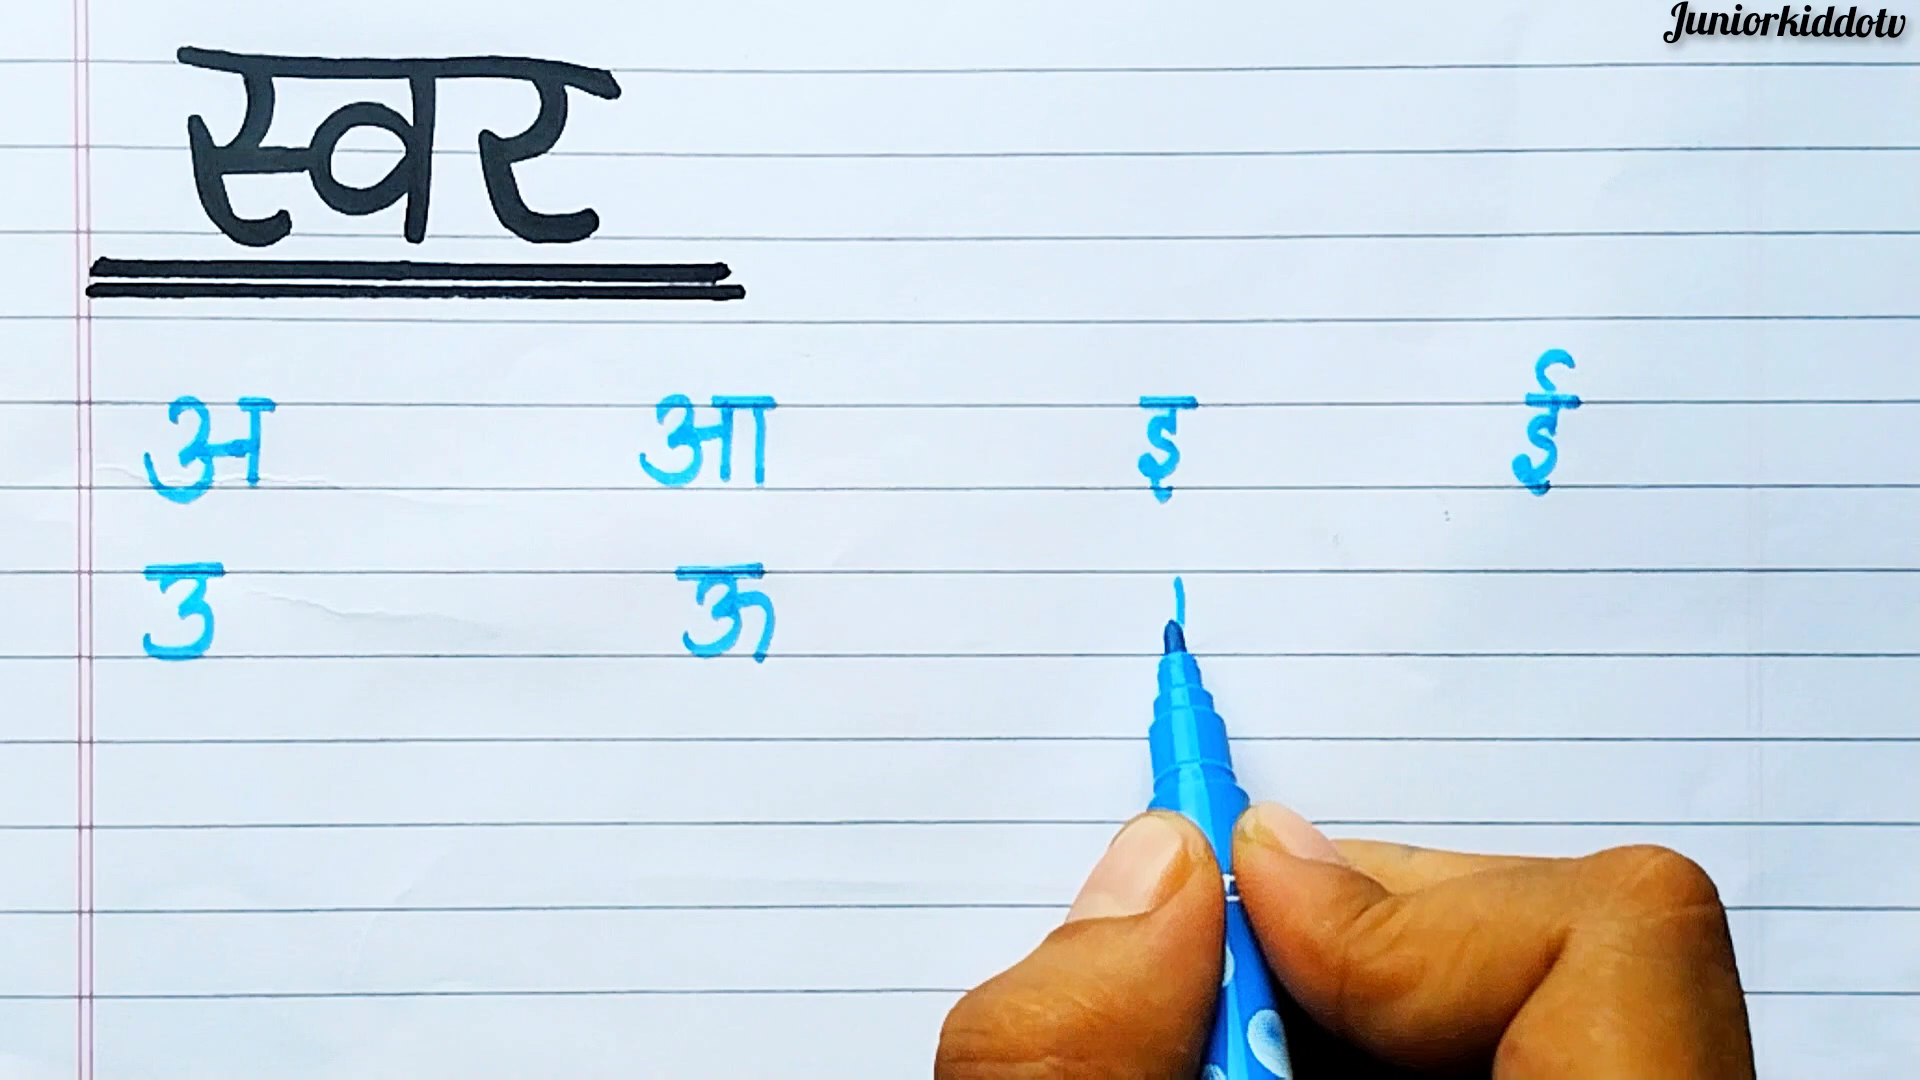 Juniorkiddotv
स्वर
अ आ इ ई
उ ऊ